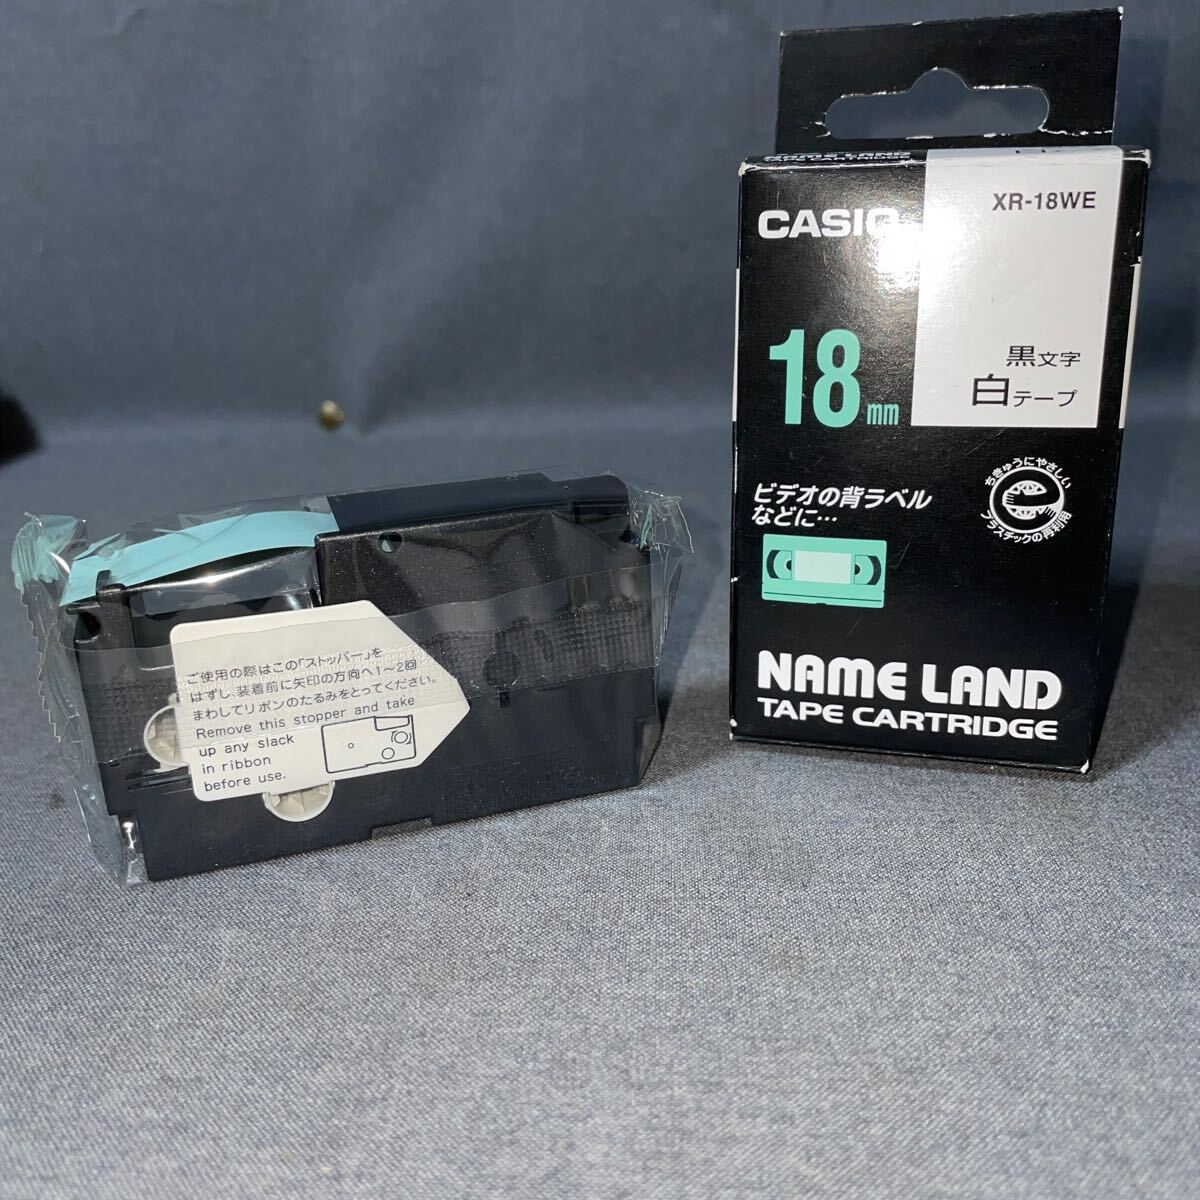 NAME LAND
TAPE CARTRIDGE
XR-18WE
CASIO
18mm
黒文字
白テープ
ちきゅうにやさしい
プラスチックの再利用
ビデオの背ラベル
などに…
NAME LAND
TAPE CARTRIDGE
ご使用の際はこの「ストッパー」を
はずし、装着前に矢印の方向へ1〜2回
まわしてリボンのたるみをとってください。
Remove this stopper and take
up any slack
in ribbon
before use.